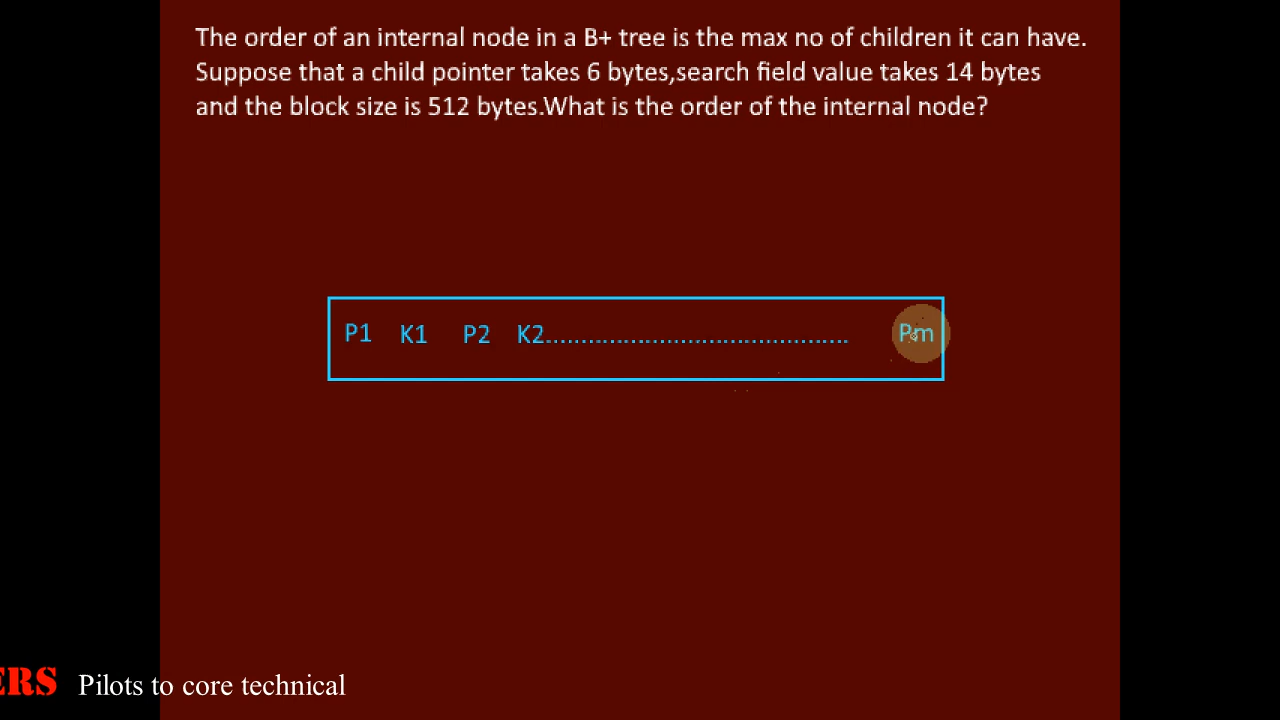 The order of an internal node in a B+ tree is the max no of children it can have.
Suppose that a child pointer takes 6 bytes,search field value takes 14 bytes
and the block size is 512 bytes.What is the order of the internal node?
P1 K1 P2 K2.......................................... Pm
ERS Pilots to core technical